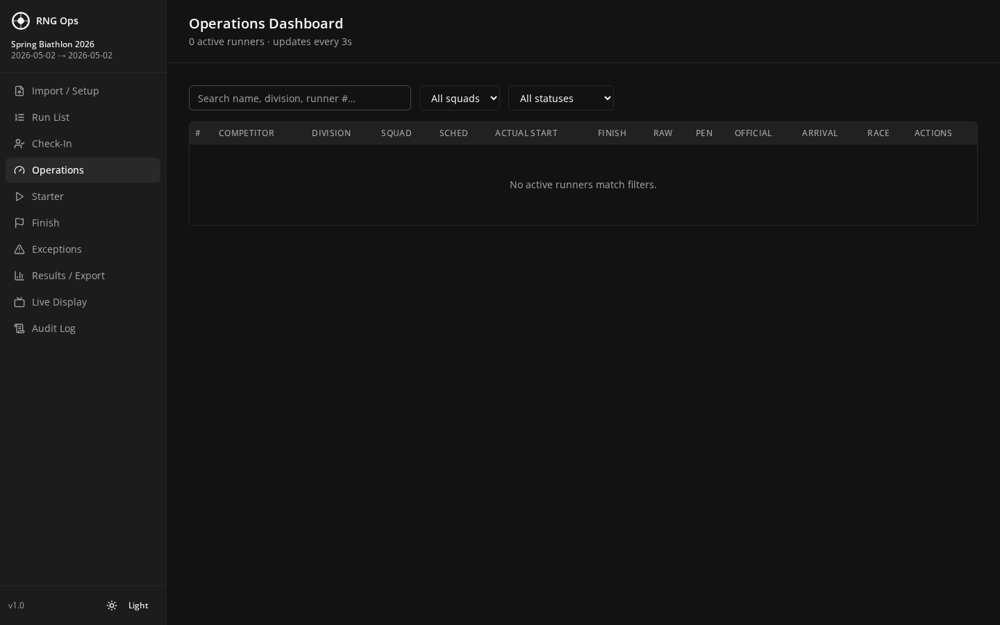 RNG Ops
Spring Biathlon 2026
2026-05-02 → 2026-05-02
Import / Setup
Run List
Check-In
Operations
Starter
Finish
Exceptions
Results / Export
Live Display
Audit Log
v1.0
Light
Operations Dashboard
0 active runners · updates every 3s
Search name, division, runner #...
All squads
All statuses
# COMPETITOR DIVISION SQUAD SCHED ACTUAL START FINISH RAW PEN OFFICIAL ARRIVAL RACE ACTIONS
No active runners match filters.